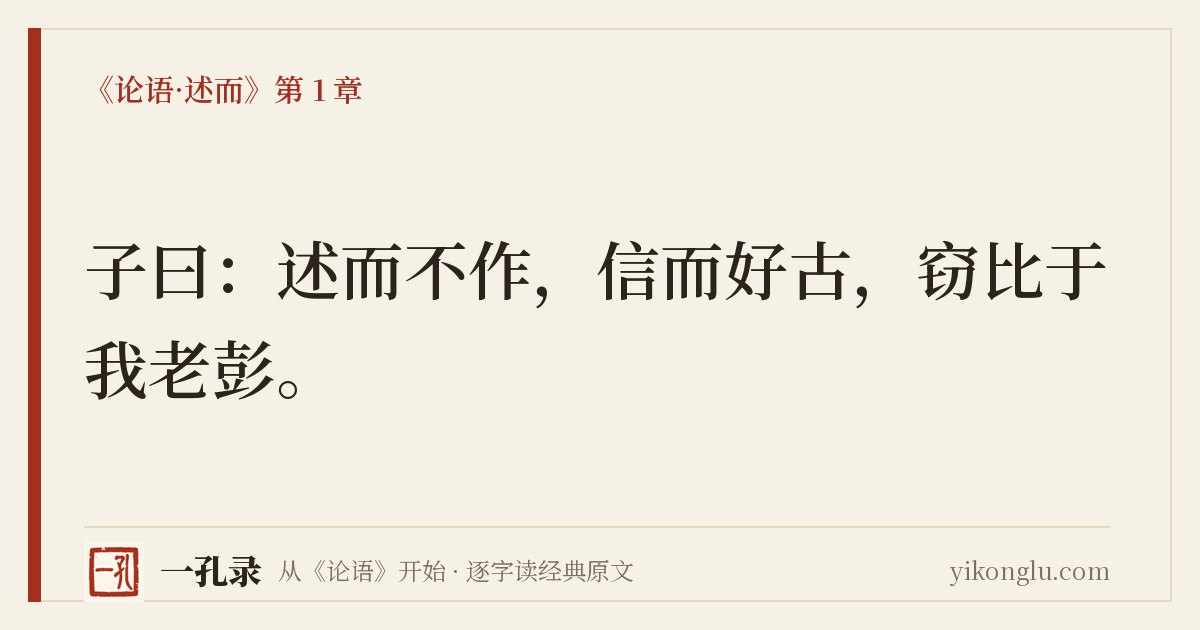 《论语·述而》第 1 章
子曰：述而不作，信而好古，窃比于
我老彭。
一孔
一孔录 从《论语》开始 · 逐字读经典原文 yikonglu.com